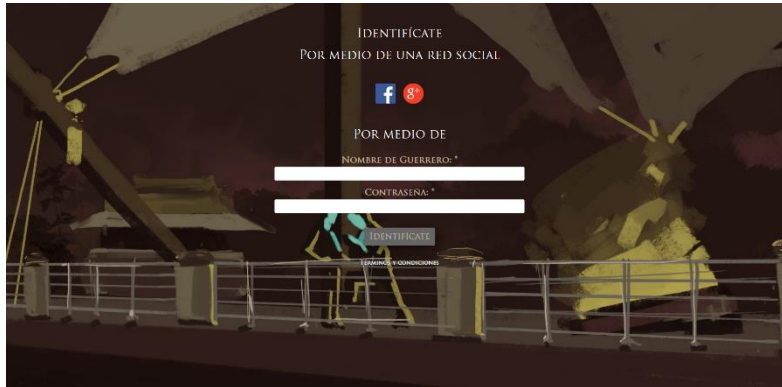 Identifícate
Por medio de una red social
f g+
Por medio de
Nombre de Guerrero: *
Contraseña: *
Identifícate
Términos y condiciones